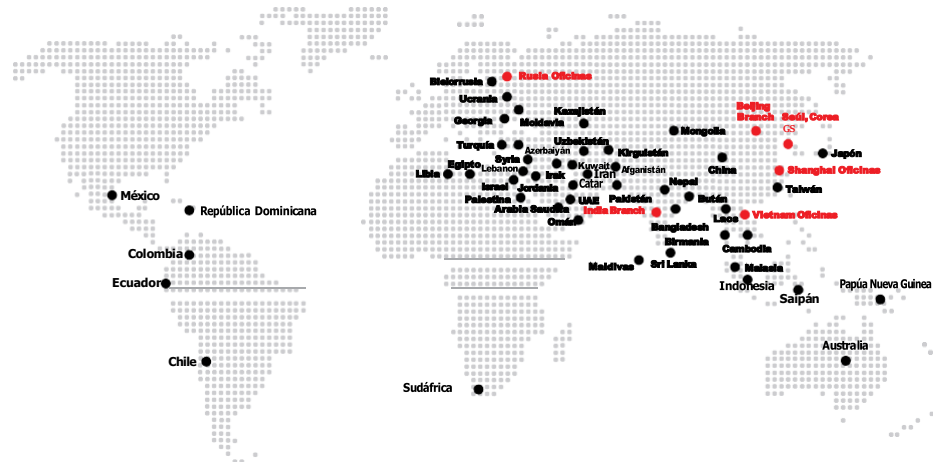 Bielorrusia
Rusia Oficinas
Ucrania
Georgia
Moldavia
Kazajistán
Beijing
Branch
Seúl, Corea
GS
Mongolia
Turquía
Azerbaiyán
Uzbekistán
Kirguistán
Japón
China
Shanghai Oficinas
Syria
Lebanon
Kuwait
Afganistán
Egipto
Libia
Irak
Irán
Israel
Jordania
Catar
Nepal
Taiwán
México
Palestina
UAE
Pakistán
Bután
República Dominicana
Arabia Saudita
India Branch
Laos
Vietnam Oficinas
Omán
Bangladesh
Birmania
Cambodia
Colombia
Maldivas
Sri Lanka
Malasia
Ecuador
Indonesia
Saipán
Papúa Nueva Guinea
Australia
Chile
Sudáfrica